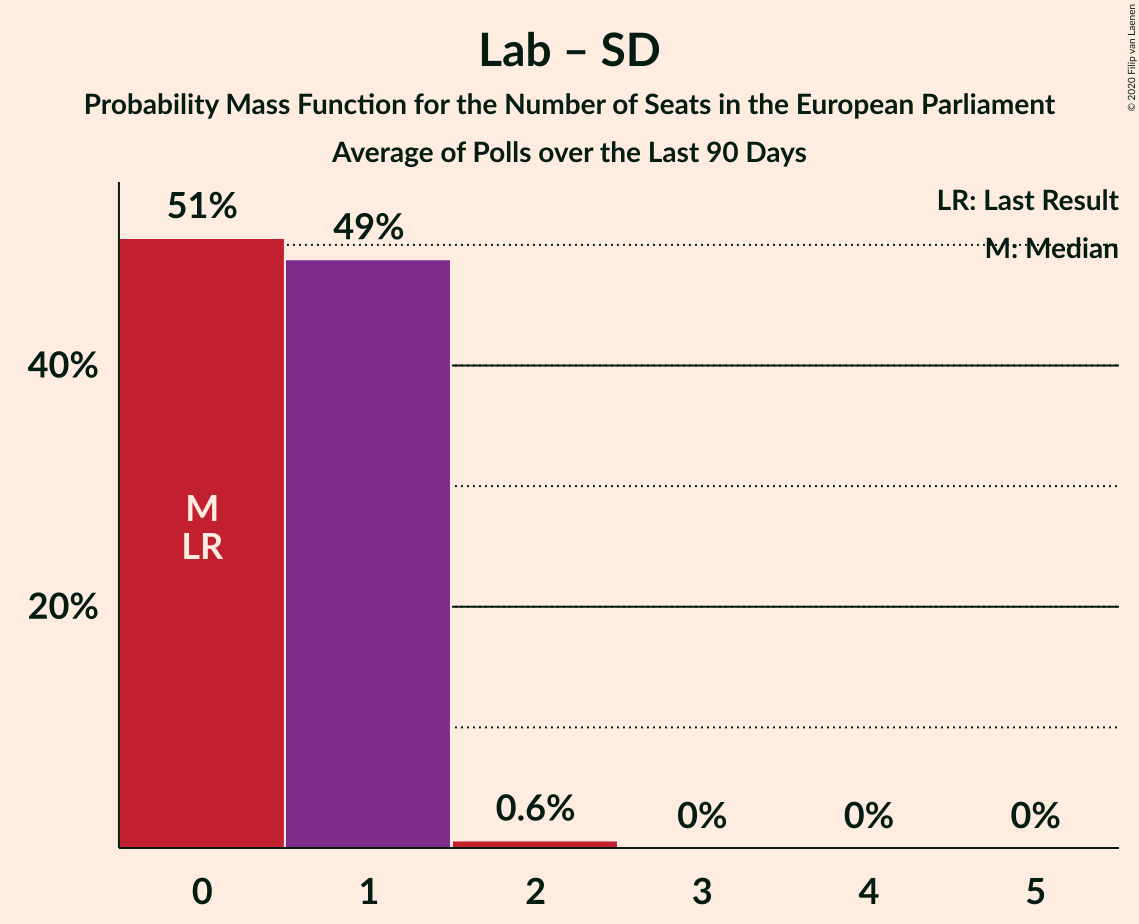 Lab – SD
Probability Mass Function for the Number of Seats in the European Parliament
Average of Polls over the Last 90 Days
© 2020 Filip van Laenen
LR: Last Result
M: Median
51%
49%
40%
M
LR
20%
0.6%
0%
0%
0%
0
1
2
3
4
5